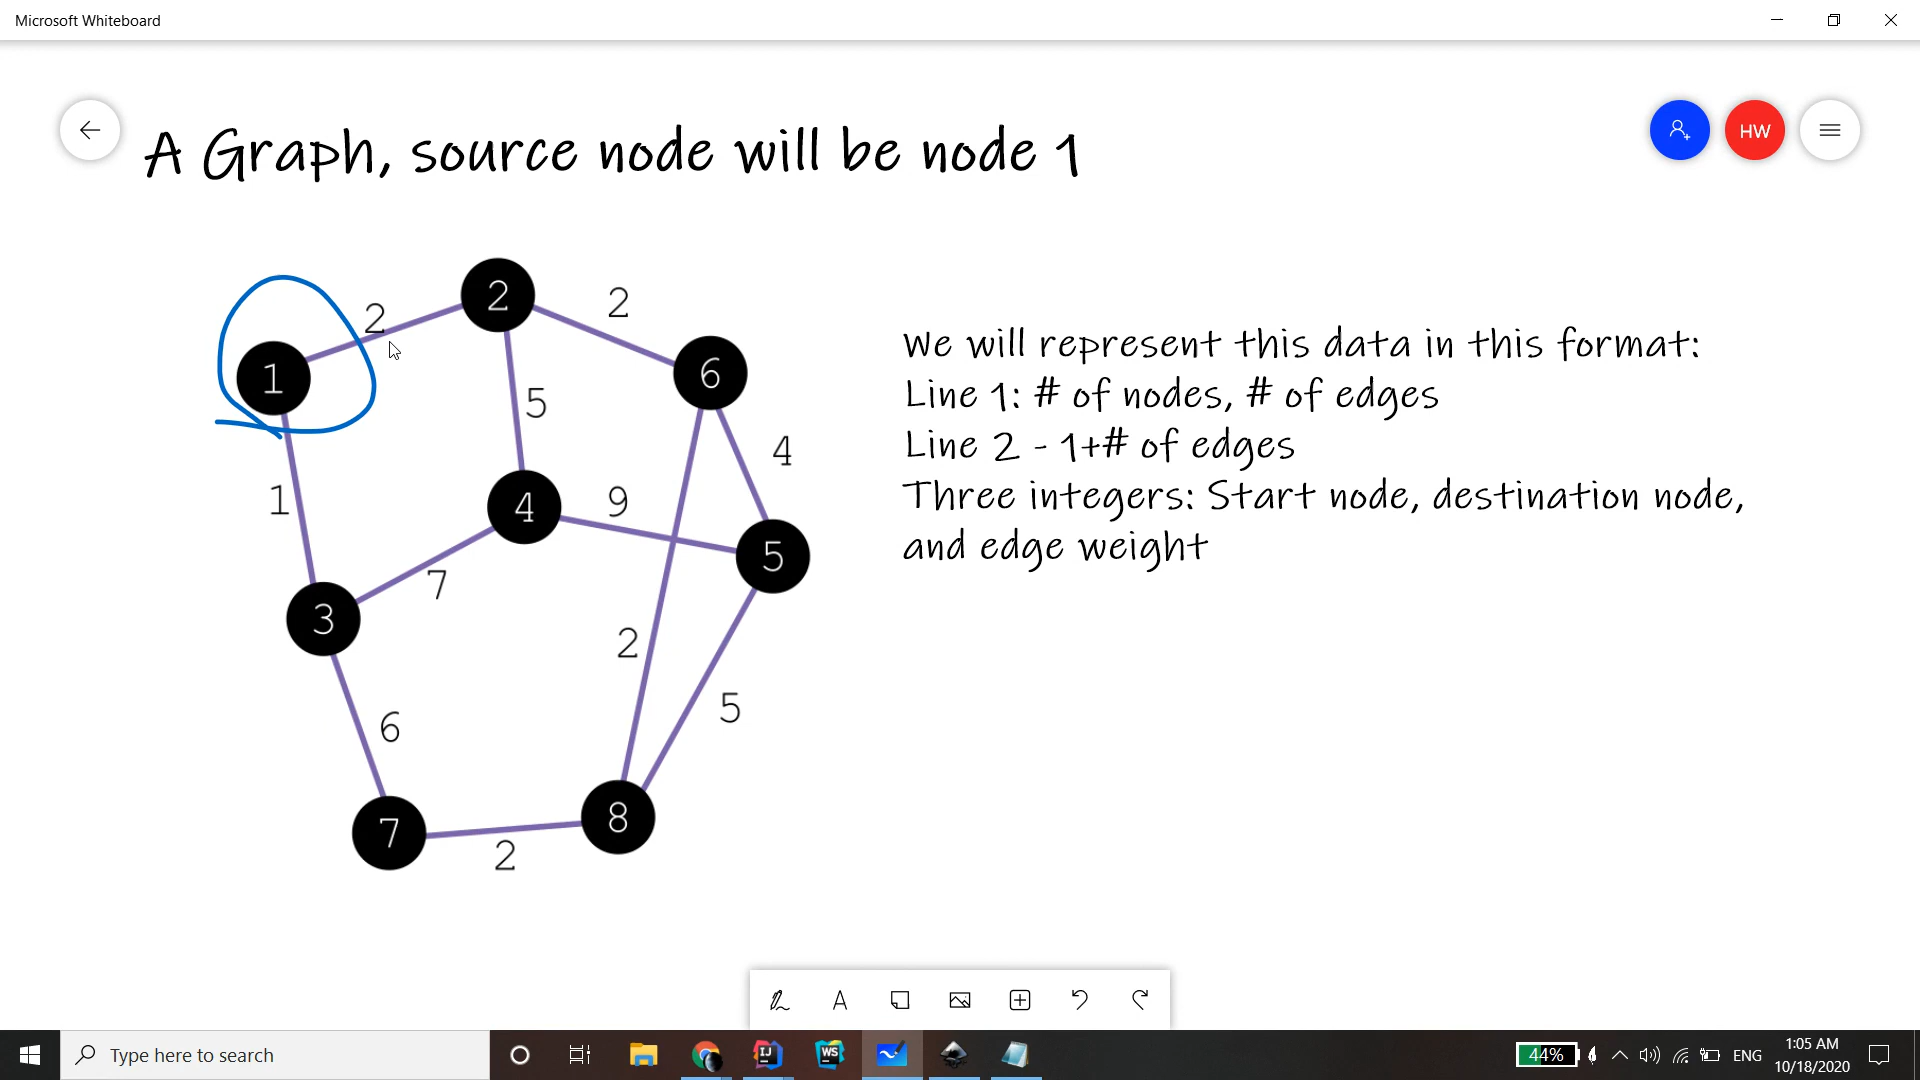 Microsoft Whiteboard
A Graph, source node will be node 1
HW
2
2
2
1
6
5
4
1
4
9
5
3
7
2
5
6
7
8
2
We will represent this data in this format:
Line 1: # of nodes, # of edges
Line 2 - 1+# of edges
Three integers: Start node, destination node,
and edge weight
A
Type here to search
IJ
WS
44%
ENG
1:05 AM
10/18/2020